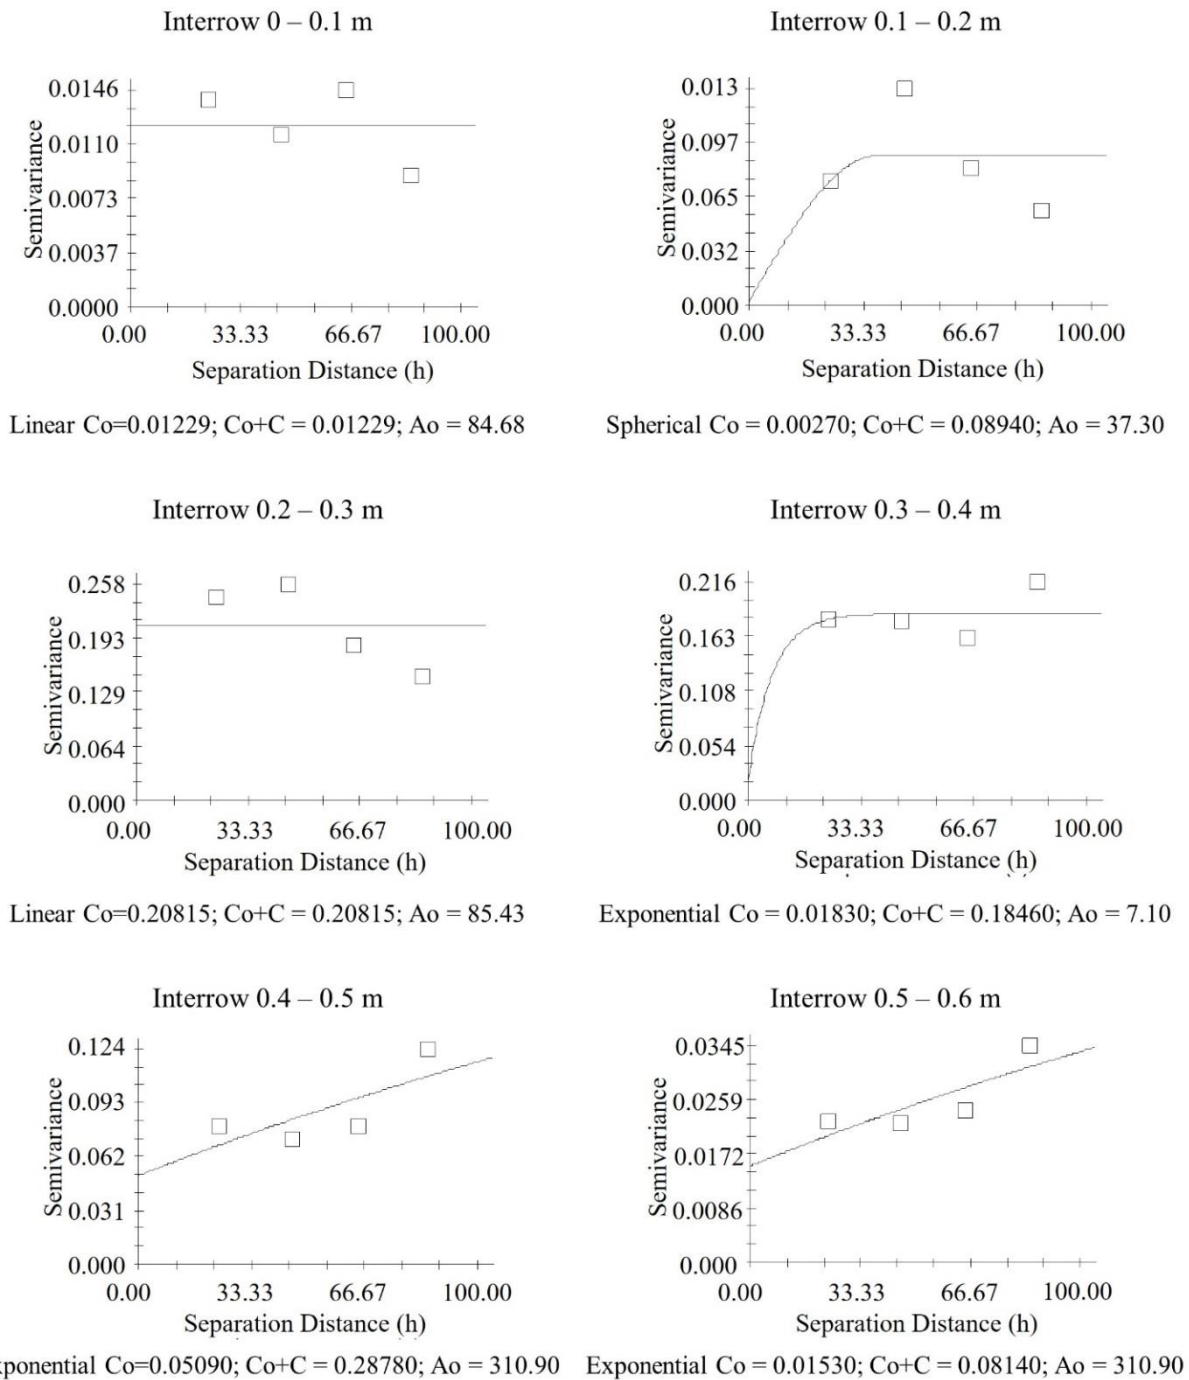 Interrow 0 – 0.1 m
0.0146
0.0110
0.0073
0.0037
0.0000
Semivariance
0.00 33.33 66.67 100.00
Separation Distance (h)
Linear Co=0.01229; Co+C = 0.01229; Ao = 84.68
Interrow 0.1 – 0.2 m
0.013
0.097
0.065
0.032
0.000
Semivariance
0.00 33.33 66.67 100.00
Separation Distance (h)
Spherical Co = 0.00270; Co+C = 0.08940; Ao = 37.30
Interrow 0.2 – 0.3 m
0.258
0.193
0.129
0.064
0.000
Semivariance
0.00 33.33 66.67 100.00
Separation Distance (h)
Linear Co=0.20815; Co+C = 0.20815; Ao = 85.43
Interrow 0.3 – 0.4 m
0.216
0.163
0.108
0.054
0.000
Semivariance
0.00 33.33 66.67 100.00
Separation Distance (h)
Exponential Co = 0.01830; Co+C = 0.18460; Ao = 7.10
Interrow 0.4 – 0.5 m
0.124
0.093
0.062
0.031
0.000
Semivariance
0.00 33.33 66.67 100.00
Separation Distance (h)
xponential Co=0.05090; Co+C = 0.28780; Ao = 310.90
Interrow 0.5 – 0.6 m
0.0345
0.0259
0.0172
0.0086
0.000
Semivariance
0.00 33.33 66.67 100.00
Separation Distance (h)
Exponential Co = 0.01530; Co+C = 0.08140; Ao = 310.90